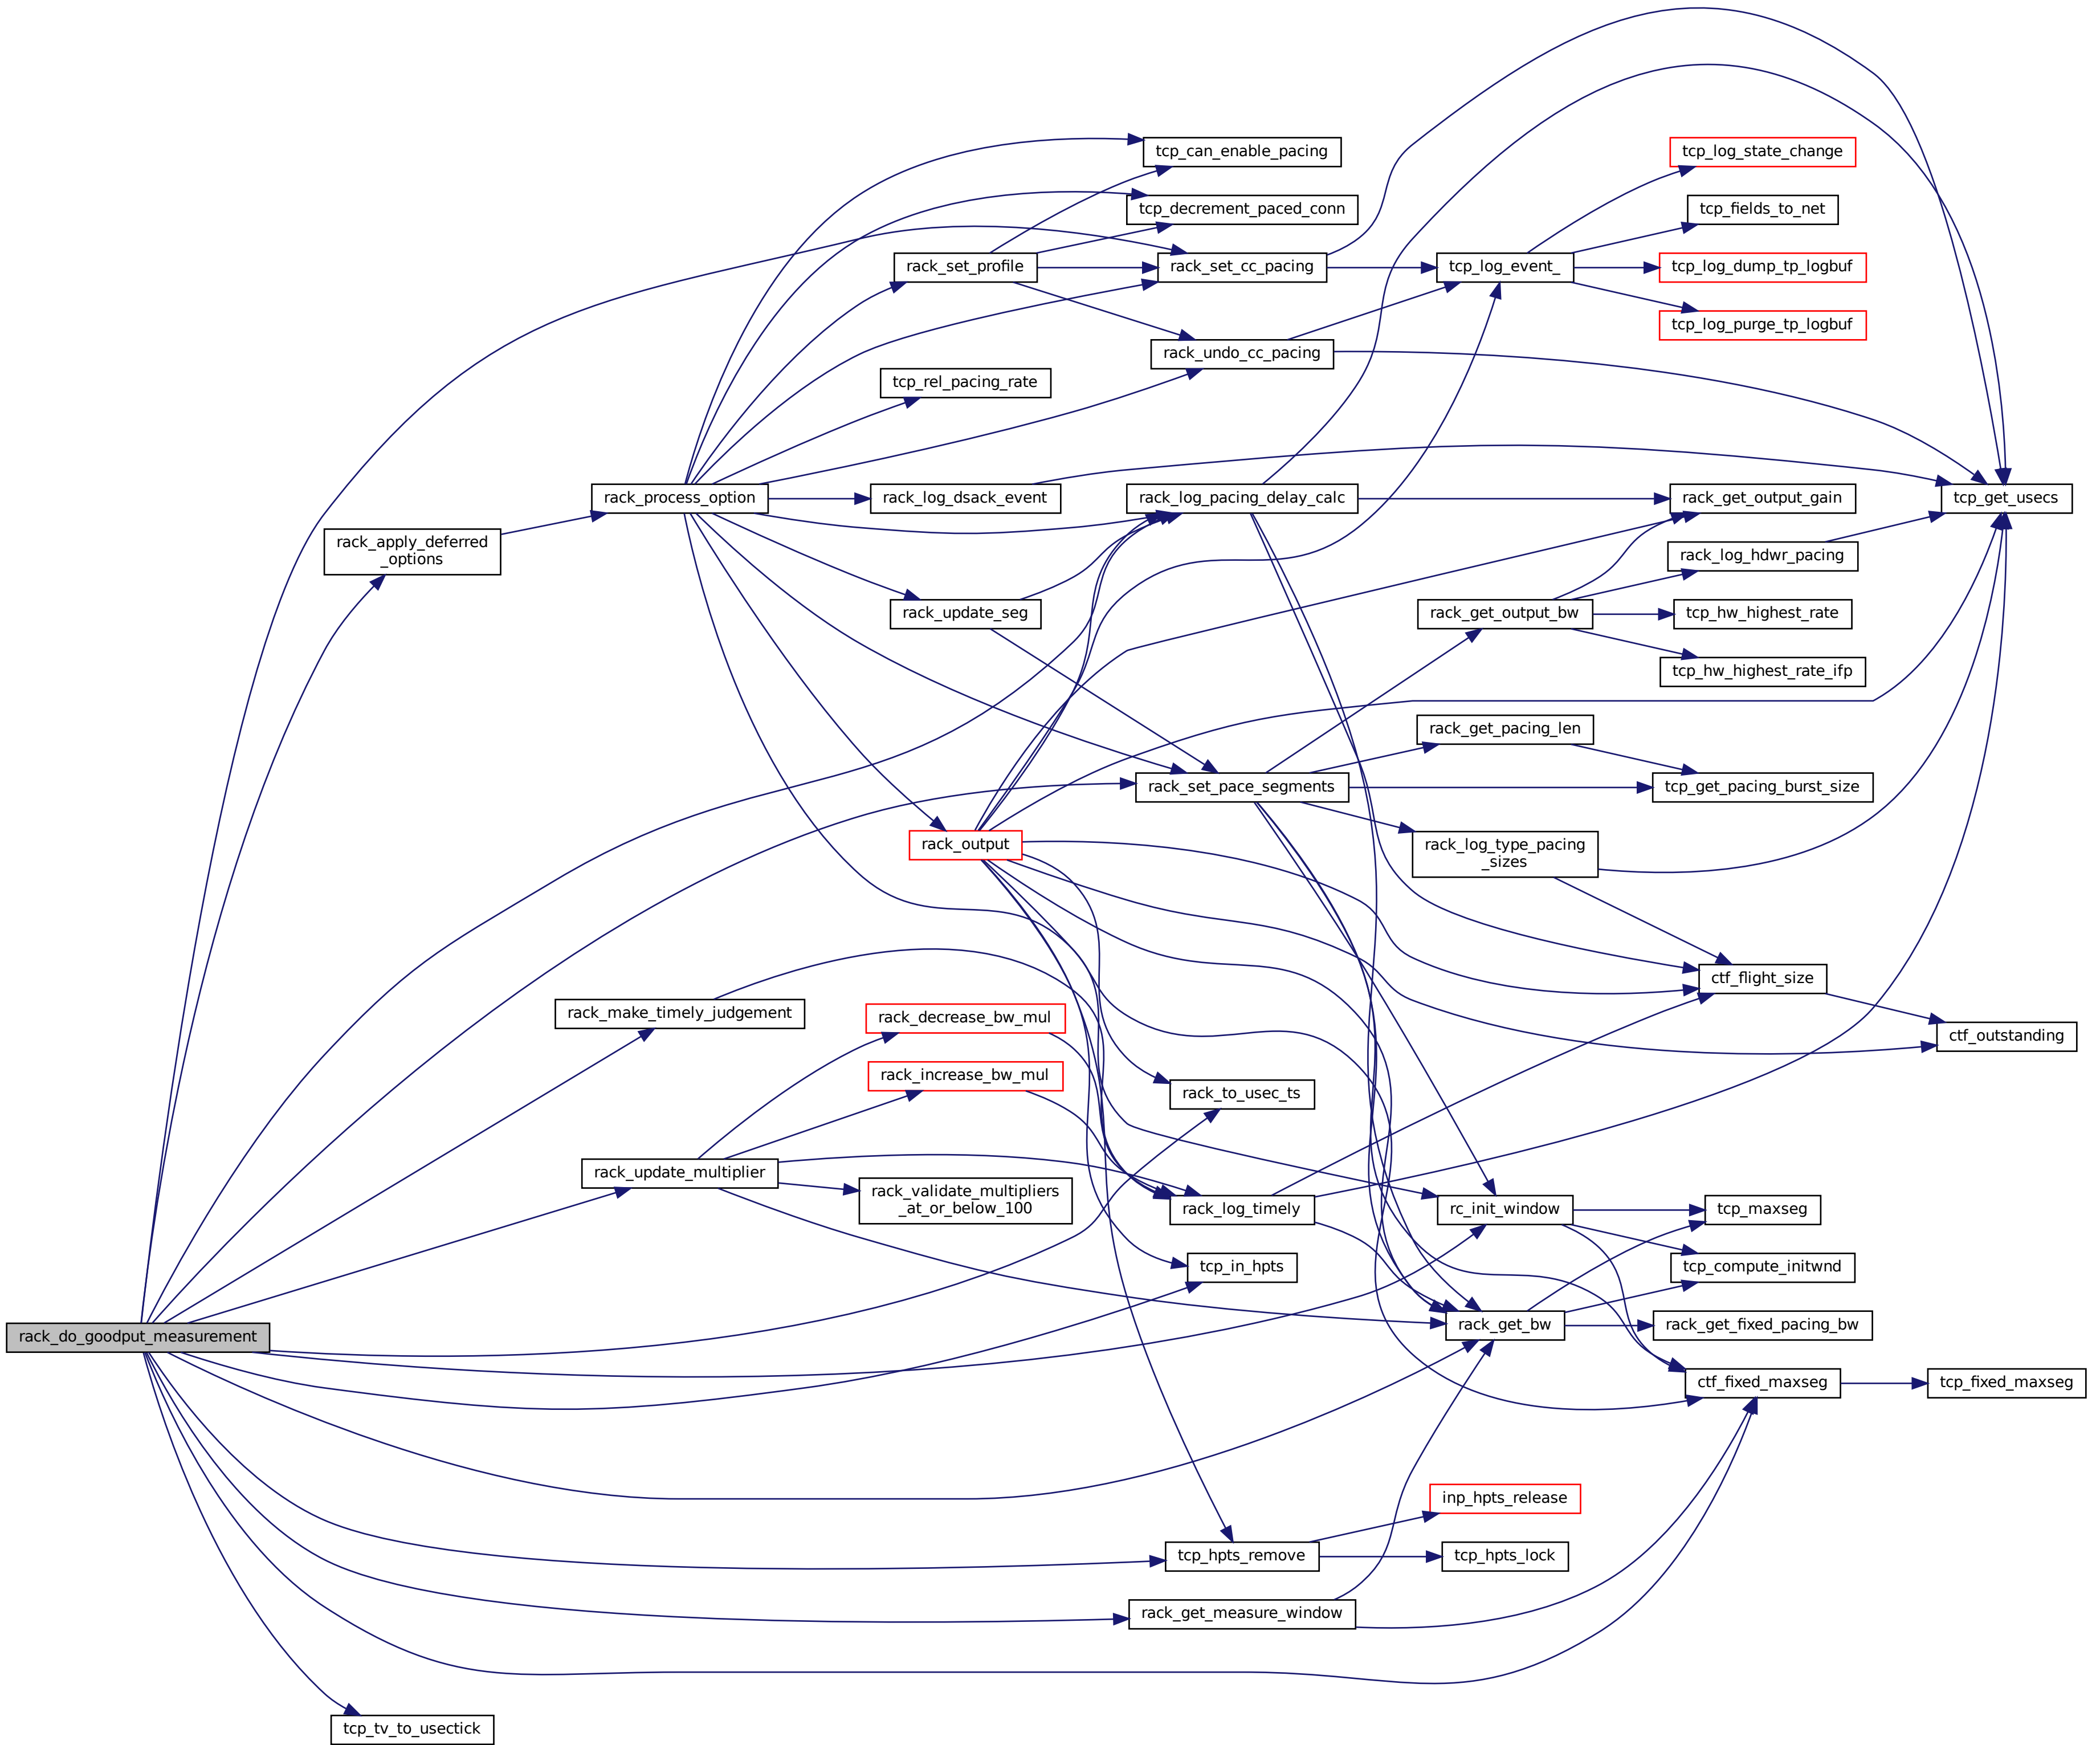 tcp_can_enable_pacing
tcp_log_state_change
tcp_decrement_paced_conn
tcp_fields_to_net
rack_set_profile
rack_set_cc_pacing
tcp_log_event_
tcp_log_dump_tp_logbuf
tcp_log_purge_tp_logbuf
rack_undo_cc_pacing
tcp_rel_pacing_rate
rack_process_option
rack_log_dsack_event
rack_log_pacing_delay_calc
rack_get_output_gain
tcp_get_usecs
rack_apply_deferred
_options
rack_log_hdwr_pacing
rack_update_seg
rack_get_output_bw
tcp_hw_highest_rate
tcp_hw_highest_rate_ifp
rack_get_pacing_len
rack_set_pace_segments
tcp_get_pacing_burst_size
rack_output
rack_log_type_pacing
_sizes
ctf_flight_size
rack_make_timely_judgement
rack_decrease_bw_mul
ctf_outstanding
rack_increase_bw_mul
rack_to_usec_ts
rack_update_multiplier
rack_validate_multipliers
_at_or_below_100
rack_log_timely
rc_init_window
tcp_maxseg
tcp_in_hpts
tcp_compute_initwnd
rack_do_goodput_measurement
rack_get_bw
rack_get_fixed_pacing_bw
ctf_fixed_maxseg
tcp_fixed_maxseg
inp_hpts_release
tcp_hpts_remove
tcp_hpts_lock
rack_get_measure_window
tcp_tv_to_usectick